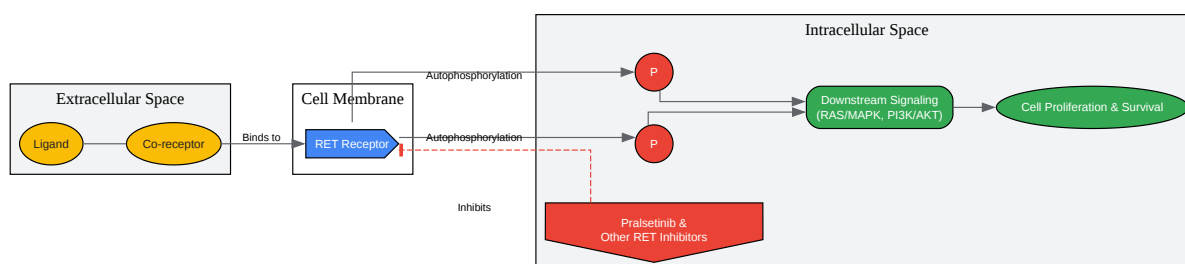 Extracellular Space
Ligand
Co-receptor
Binds to
Cell Membrane
RET Receptor
Autophosphorylation
Autophosphorylation
Inhibits
Intracellular Space
P
P
Downstream Signaling
(RAS/MAPK, PI3K/AKT)
Cell Proliferation & Survival
Pralsetinib &
Other RET Inhibitors